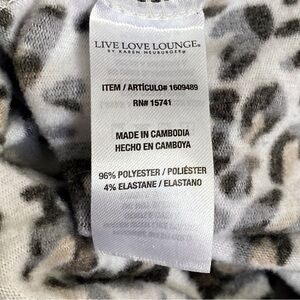 LIVE LOVE LOUNGE®
BY KAREN NEUBURGER®
ITEM / ARTÍCULO# 1609489
RN# 15741
MADE IN CAMBODIA
HECHO EN CAMBOYA
96% POLYESTER / POLIÉSTER
4% ELASTANE / ELASTANO